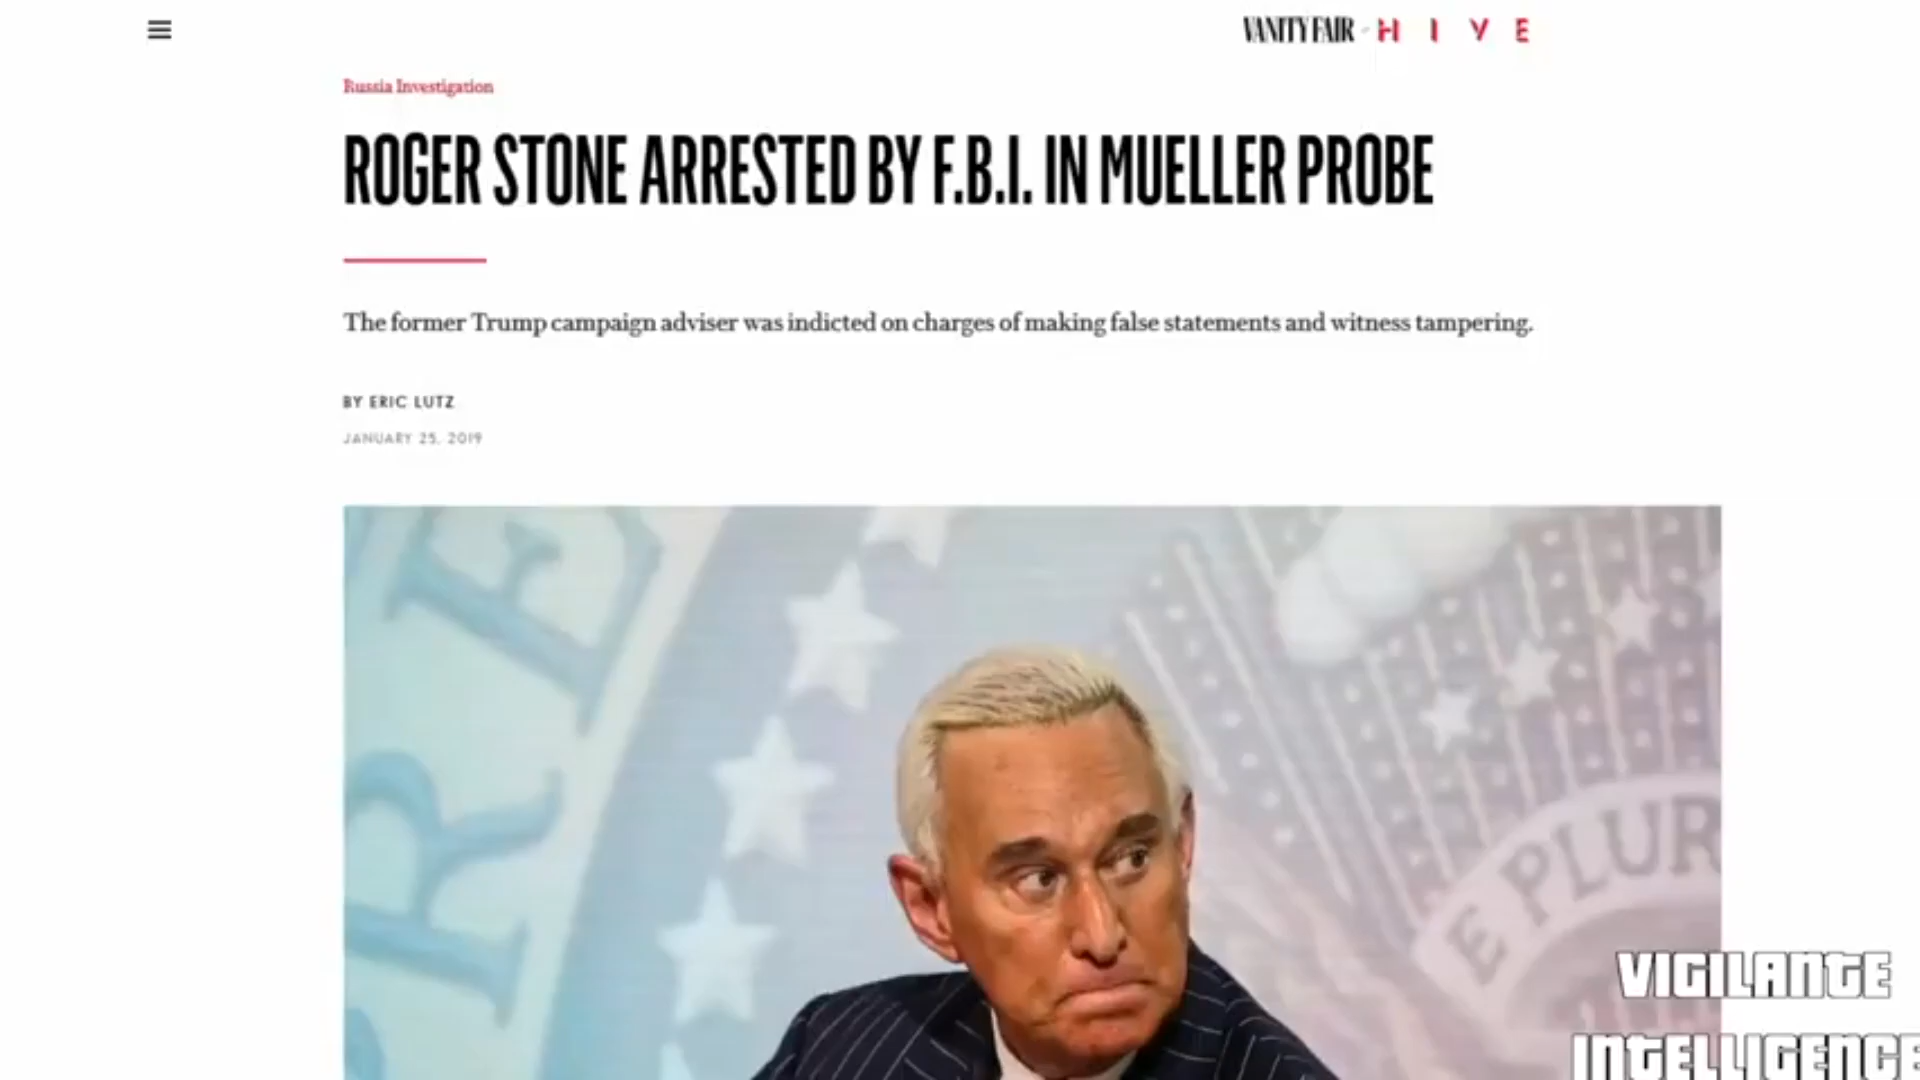 VANITY FAIR HIVE
Russia Investigation
ROGER STONE ARRESTED BY F.B.I. IN MUELLER PROBE
The former Trump campaign adviser was indicted on charges of making false statements and witness tampering.
BY ERIC LUTZ
JANUARY 25, 2019
E PLUR
VIGILANTE
INTELLIGENCE